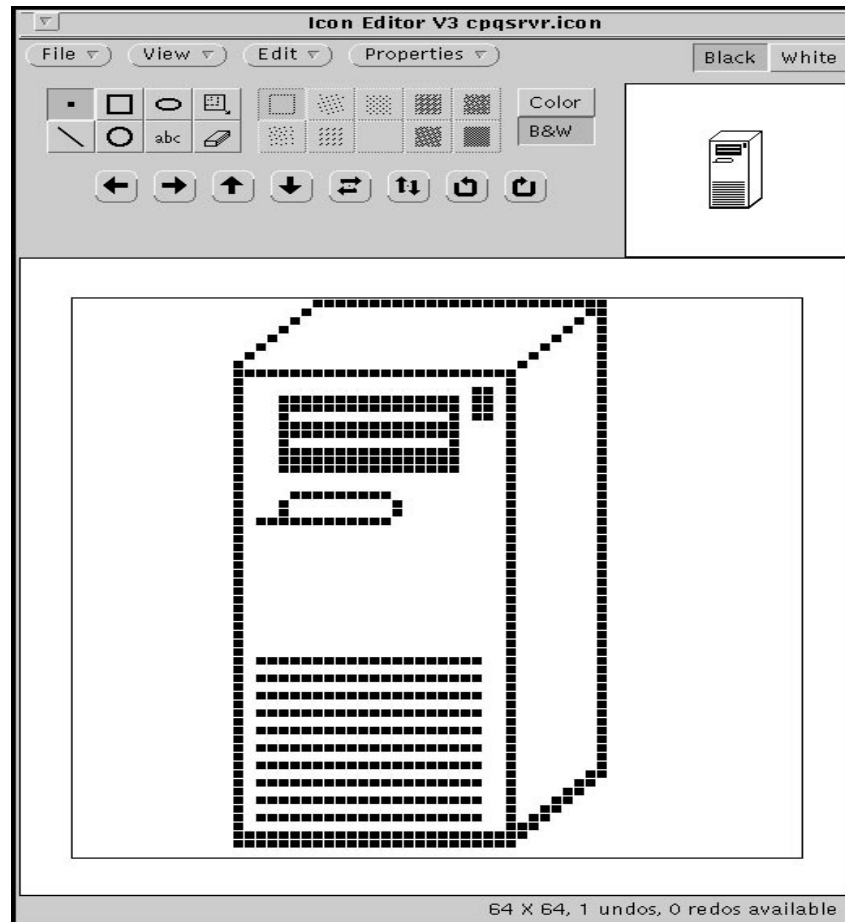 Icon Editor V3 cpqsrvr.icon
File View Edit Properties Black White
Color
B&W
abc
64 X 64, 1 undos, 0 redos available